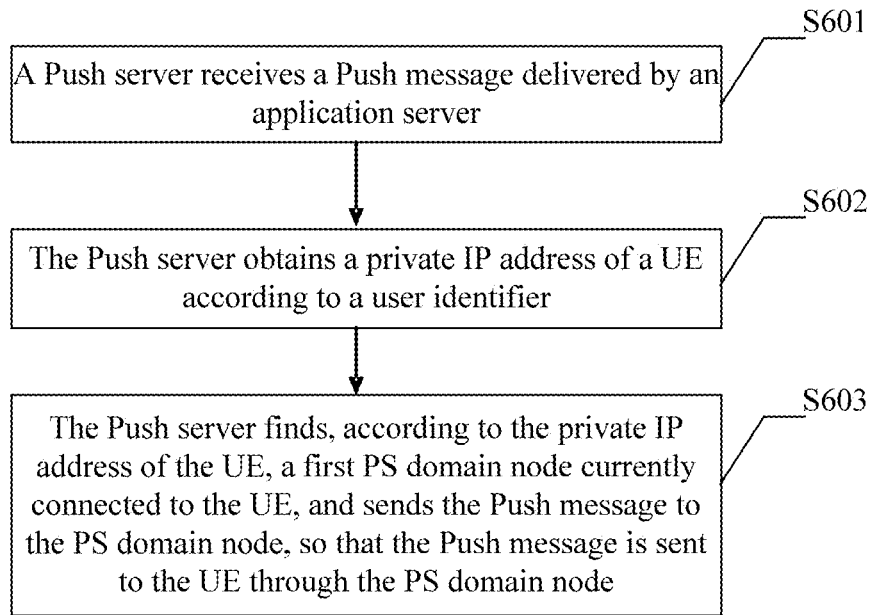 S601
A Push server receives a Push message delivered by an
application server
S602
The Push server obtains a private IP address of a UE
according to a user identifier
S603
The Push server finds, according to the private IP
address of the UE, a first PS domain node currently
connected to the UE, and sends the Push message to
the PS domain node, so that the Push message is sent
to the UE through the PS domain node